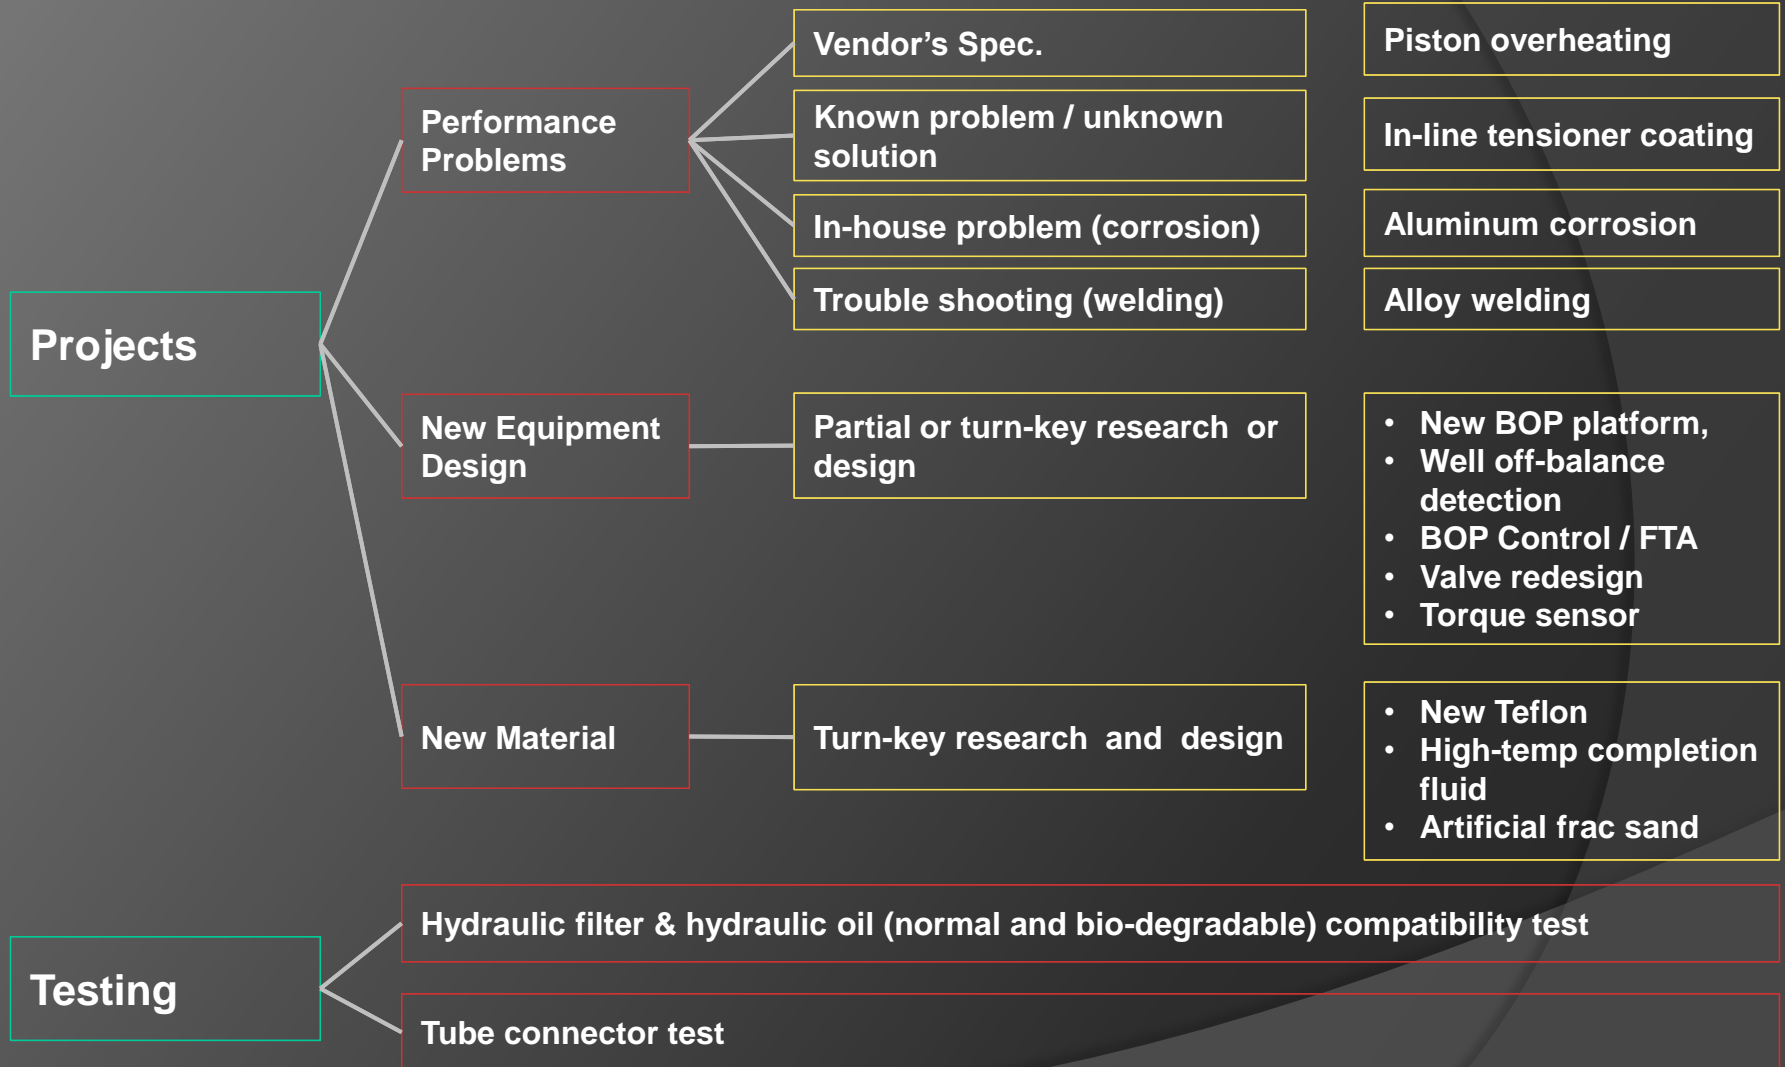 Projects
Performance
Problems
Vendor’s Spec.
Piston overheating
Known problem / unknown
solution
In-line tensioner coating
In-house problem (corrosion)
Aluminum corrosion
Trouble shooting (welding)
Alloy welding
New Equipment
Design
Partial or turn-key research or
design
• New BOP platform,
• Well off-balance
detection
• BOP Control / FTA
• Valve redesign
• Torque sensor
New Material
Turn-key research and design
• New Teflon
• High-temp completion
fluid
• Artificial frac sand
Testing
Hydraulic filter & hydraulic oil (normal and bio-degradable) compatibility test
Tube connector test